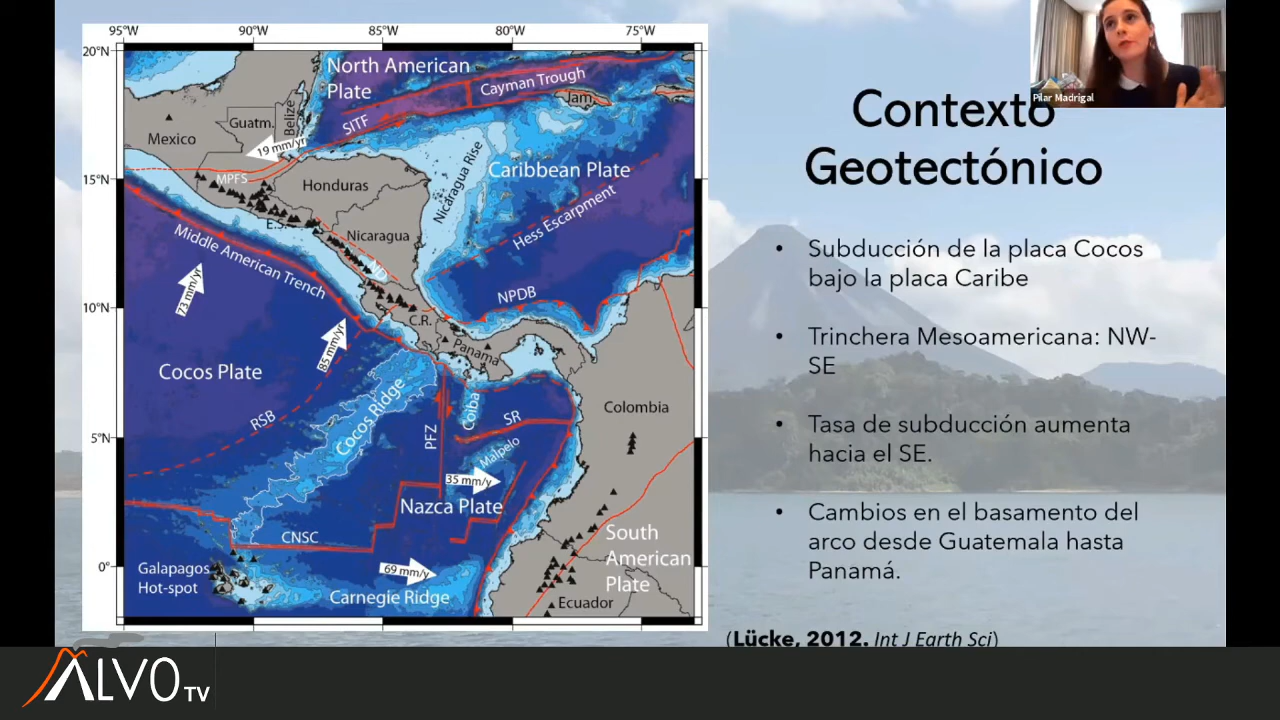 95°W
90°W
85°W
80°W
75°W
20°N
15°N
10°N
5°N
0°
North American
Plate
Cayman Trough
Jam.
SITF
Belize
Guatm.
Mexico
19 mm/yr
MPFS
Honduras
Nicaragua Rise
Caribbean Plate
Hess Escarpment
E.S.
Nicaragua
ND
Middle American Trench
73 mm/yr
NPDB
C.R.
Panama
85 mm/yr
Cocos Plate
RSB
Cocos Ridge
PFZ
Coiba
SR
Malpelo
Colombia
35 mm/y
Nazca Plate
CNSC
South
American
Plate
Galapagos
Hot-spot
69 mm/y
Carnegie Ridge
Ecuador
Pilar Madrigal
Contexto
Geotectónico
• Subducción de la placa Cocos
bajo la placa Caribe
• Trinchera Mesoamericana: NW-
SE
• Tasa de subducción aumenta
hacia el SE.
• Cambios en el basamento del
arco desde Guatemala hasta
Panamá.
(Lücke, 2012. Int J Earth Sci)
ALVO TV